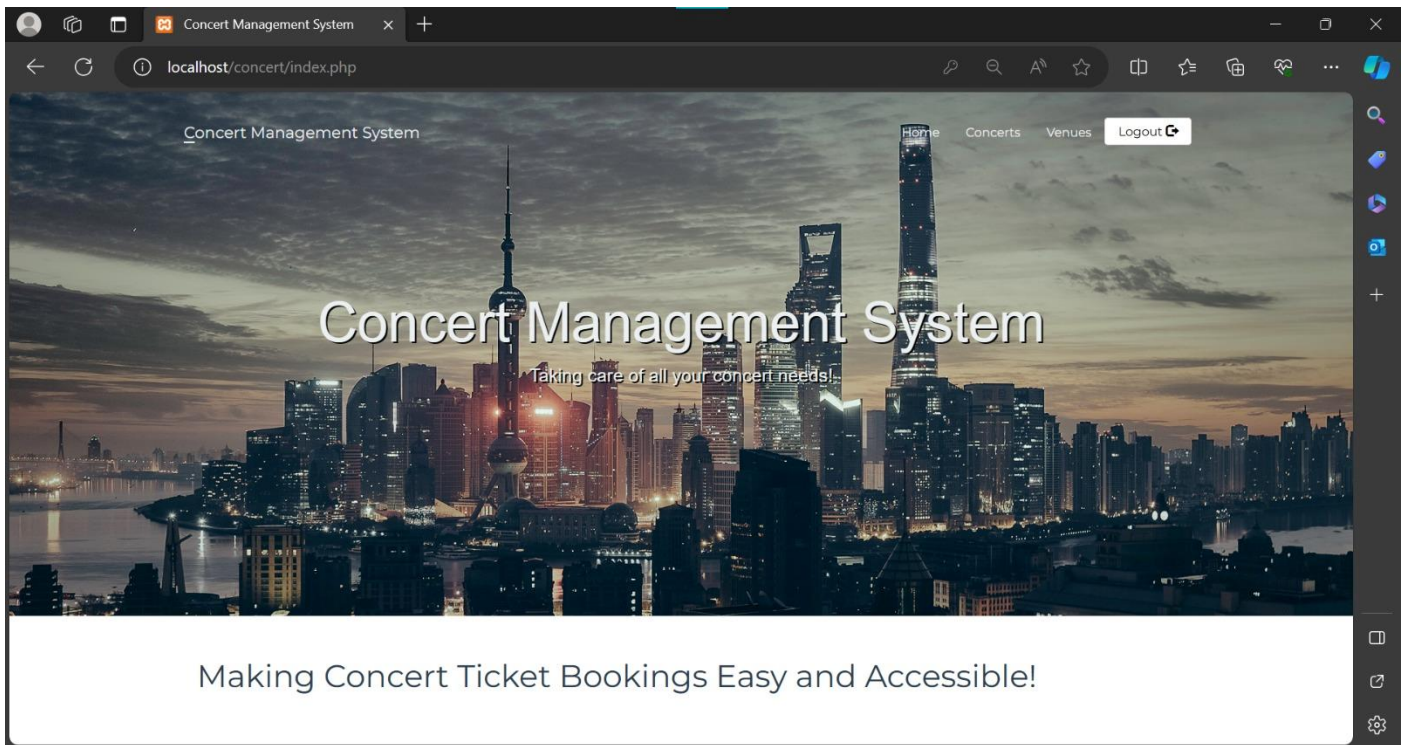 Concert Management System
localhost/concert/index.php
Concert Management System
Home Concerts Venues Logout
Concert Management System
Taking care of all your concert needs!
Making Concert Ticket Bookings Easy and Accessible!